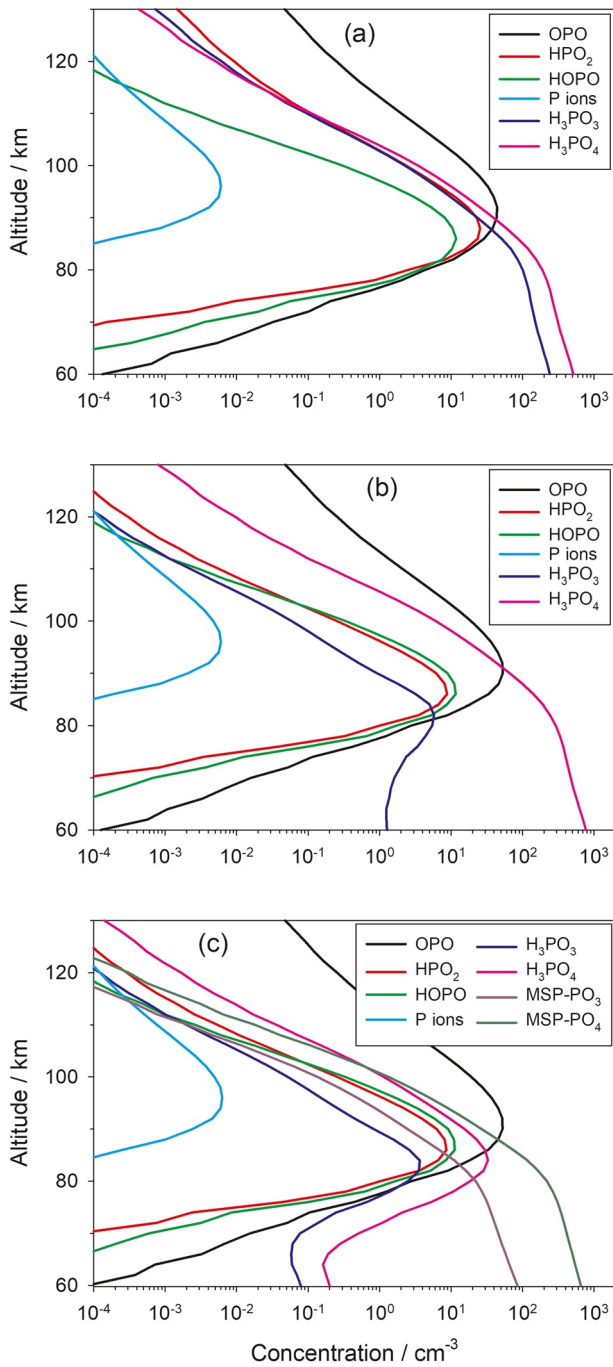 (a)
OPO
HPO₂
HOPO
P ions
H₃PO₃
H₃PO₄
Altitude / km
120
100
80
60
10⁻⁴ 10⁻³ 10⁻² 10⁻¹ 10⁰ 10¹ 10² 10³
(b)
OPO
HPO₂
HOPO
P ions
H₃PO₃
H₃PO₄
Altitude / km
120
100
80
60
10⁻⁴ 10⁻³ 10⁻² 10⁻¹ 10⁰ 10¹ 10² 10³
(c)
OPO H₃PO₃
HPO₂ H₃PO₄
HOPO MSP-PO₃
P ions MSP-PO₄
Altitude / km
120
100
80
60
10⁻⁴ 10⁻³ 10⁻² 10⁻¹ 10⁰ 10¹ 10² 10³
Concentration / cm⁻³